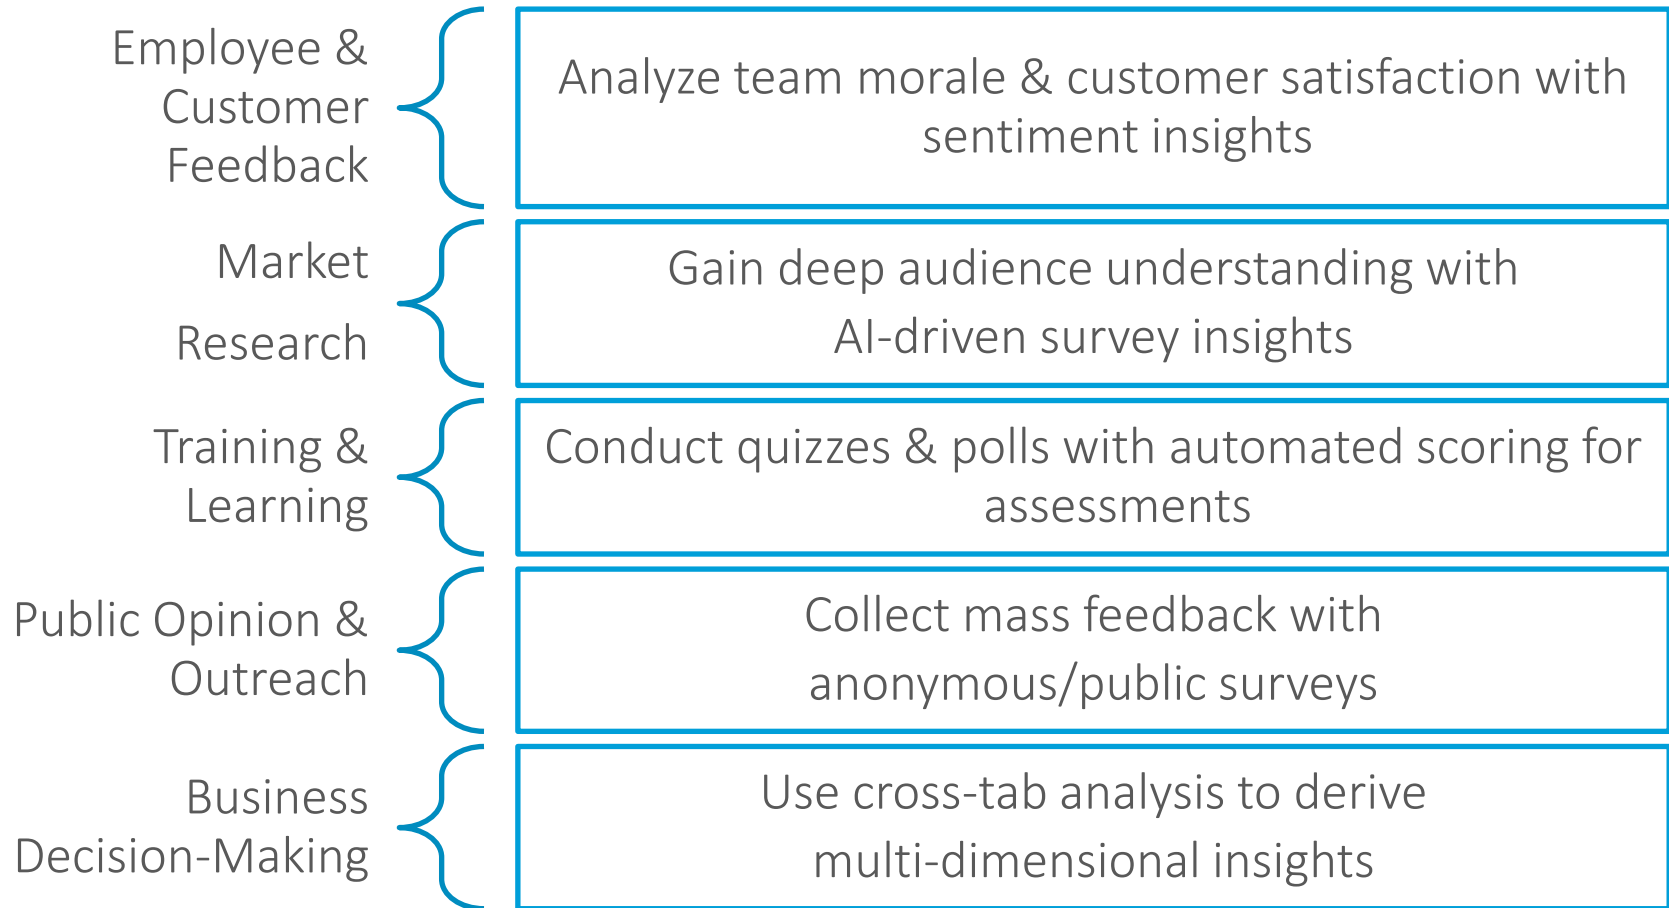 Employee &
Customer
Feedback
Analyze team morale & customer satisfaction with
sentiment insights
Market
Research
Gain deep audience understanding with
AI-driven survey insights
Training &
Learning
Conduct quizzes & polls with automated scoring for
assessments
Public Opinion &
Outreach
Collect mass feedback with
anonymous/public surveys
Business
Decision-Making
Use cross-tab analysis to derive
multi-dimensional insights